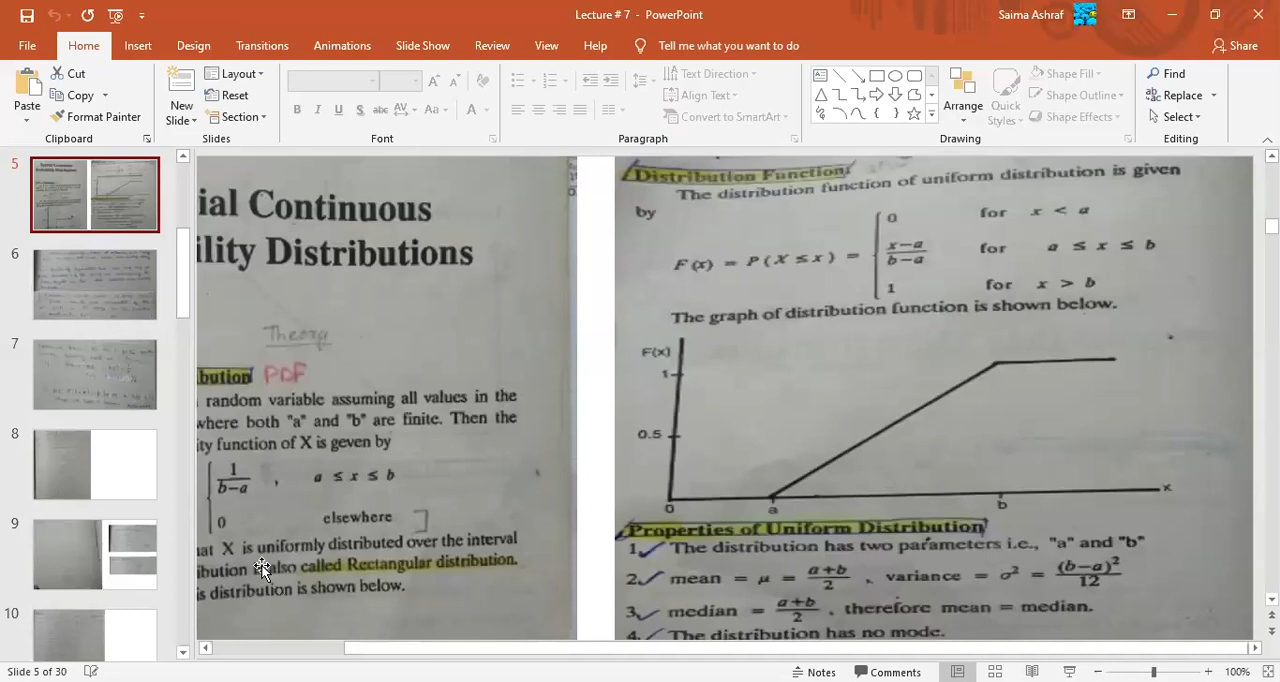 Lecture # 7 - PowerPoint
Saima Ashraf
File Home Insert Design Transitions Animations Slide Show Review View Help Tell me what you want to do
Share
Paste
Cut
Copy
Format Painter
Clipboard
New Slide
Layout
Reset
Section
Slides
B I U S abc AV Aa A
Font
Text Direction
Align Text
Convert to SmartArt
Paragraph
Arrange
Quick Styles
Shape Fill
Shape Outline
Shape Effects
Drawing
Find
Replace
Select
Editing
5
6
7
8
9
10
ial Continuous
ility Distributions
Theory
bution PDF
random variable assuming all values in the
where both "a" and "b" are finite. Then the
ity function of X is geven by
1/(b−a) , a ≤ x ≤ b
0 elsewhere
hat X is uniformly distributed over the interval
ibution also called Rectangular distribution.
is distribution is shown below.
Distribution Function:
The distribution function of uniform distribution is given
by
F(x) = P(X ≤ x) =
0 for x < a
(x−a)/(b−a) for a ≤ x ≤ b
1 for x > b
The graph of distribution function is shown below.
F(x)
1
0.5
0 a b x
Properties of Uniform Distribution
1. The distribution has two parameters i.e., "a" and "b"
2. mean = μ = (a+b)/2 , variance = σ² = (b−a)²/12
3. median = (a+b)/2 , therefore mean = median.
4. The distribution has no mode.
Slide 5 of 30
Notes
Comments
100%